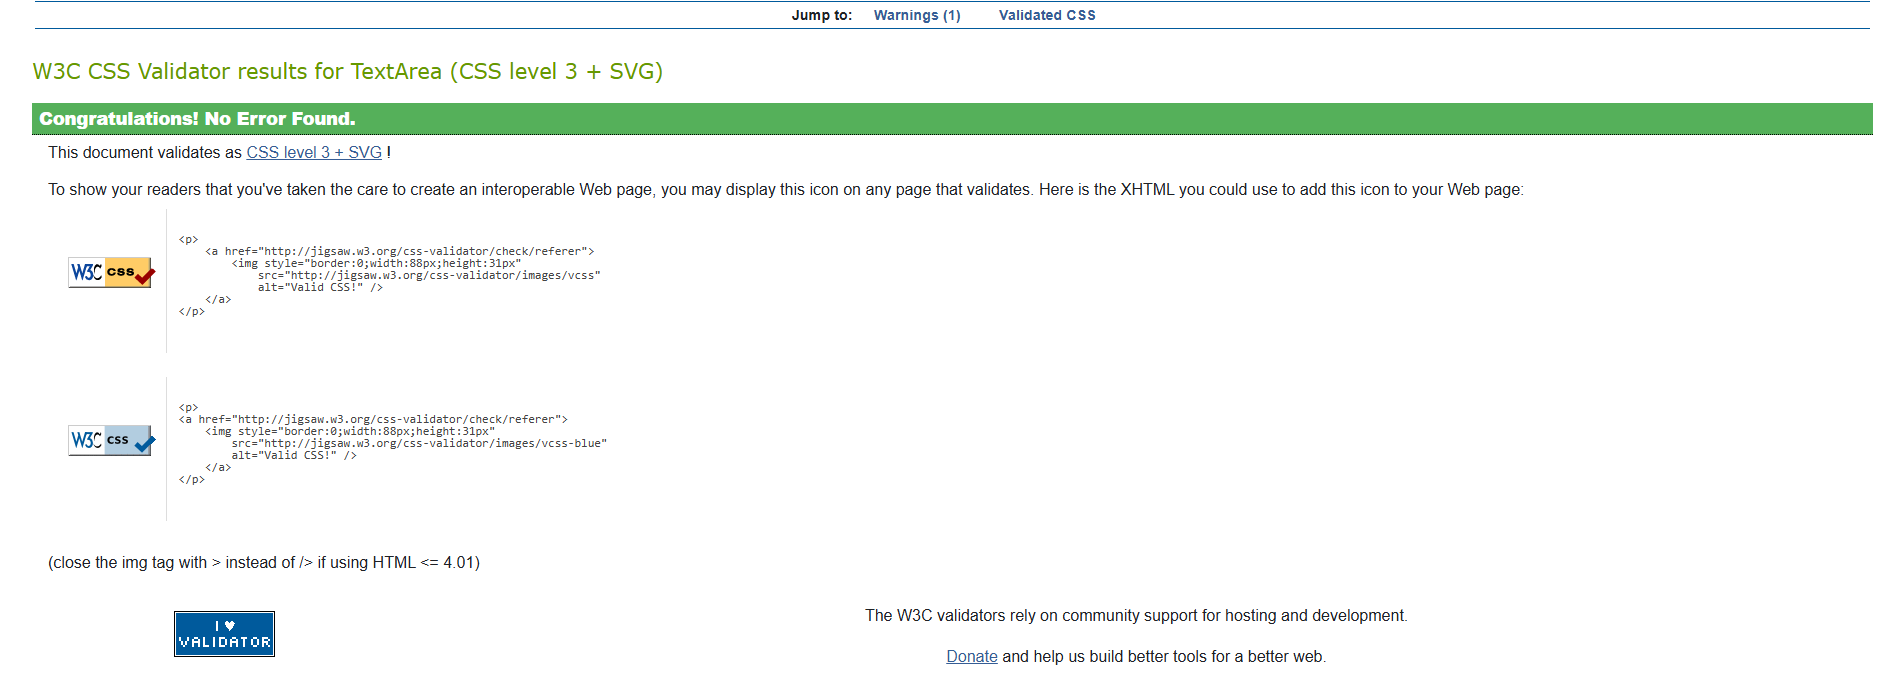 Jump to: Warnings (1) Validated CSS
W3C CSS Validator results for TextArea (CSS level 3 + SVG)
Congratulations! No Error Found.
This document validates as CSS level 3 + SVG !
To show your readers that you've taken the care to create an interoperable Web page, you may display this icon on any page that validates. Here is the XHTML you could use to add this icon to your Web page:
W3C css
<p>
    <a href="http://jigsaw.w3.org/css-validator/check/referer">
        <img style="border:0;width:88px;height:31px"
            src="http://jigsaw.w3.org/css-validator/images/vcss"
            alt="Valid CSS!" />
    </a>
</p>
W3C css
<p>
<a href="http://jigsaw.w3.org/css-validator/check/referer">
    <img style="border:0;width:88px;height:31px"
        src="http://jigsaw.w3.org/css-validator/images/vcss-blue"
        alt="Valid CSS!" />
    </a>
</p>
(close the img tag with > instead of /> if using HTML <= 4.01)
I ♥
VALIDATOR
The W3C validators rely on community support for hosting and development.
Donate and help us build better tools for a better web.